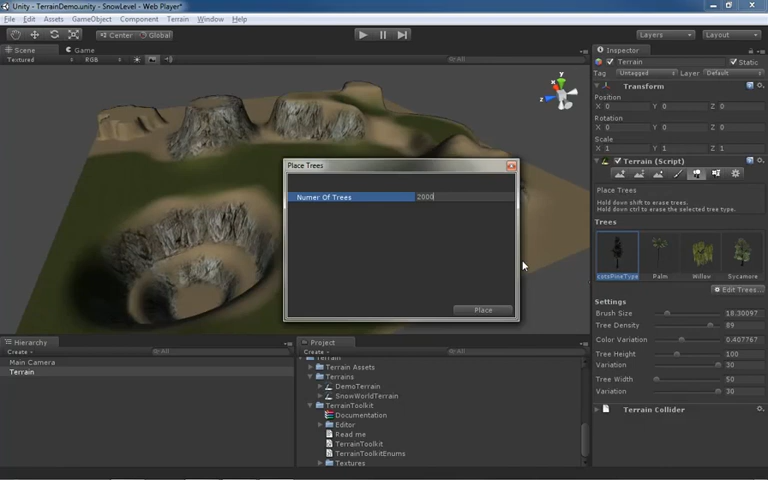 Unity - TerrainDemo.unity - SnowLevel - Web Player*
File Edit Assets GameObject Component Terrain Window Help
Center Global Layers Layout
Scene Game Inspector
Textured RGB All
Terrain Static
Tag Untagged Layer Default
Transform
Position
X 0 Y 0 Z 0
Rotation
X 0 Y 0 Z 0
Scale
X 1 Y 1 Z 1
Terrain (Script)
Place Trees
Hold down shift to erase trees.
Hold down ctrl to erase the selected tree type.
Trees
cotsPineType Palm Willow Sycamore
Edit Trees...
Settings
Brush Size 18.30097
Tree Density 89
Color Variation 0.407767
Tree Height 100
Variation 30
Tree Width 50
Variation 30
Terrain Collider
y
x
z
Place Trees
Numer Of Trees 2000
Place
Hierarchy
Create All
Main Camera
Terrain
Project
Create All
Terrain
Terrain Assets
Terrains
DemoTerrain
SnowWorldTerrain
TerrainToolkit
Documentation
Editor
Read me
TerrainToolkit
TerrainToolkitEnums
Textures